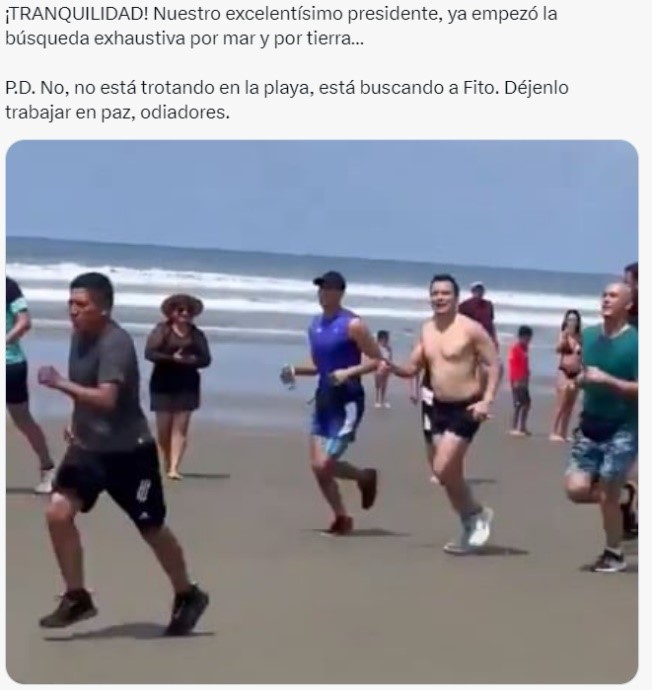 ¡TRANQUILIDAD! Nuestro excelentísimo presidente, ya empezó la
búsqueda exhaustiva por mar y por tierra...
P.D. No, no está trotando en la playa, está buscando a Fito. Déjenlo
trabajar en paz, odiadores.